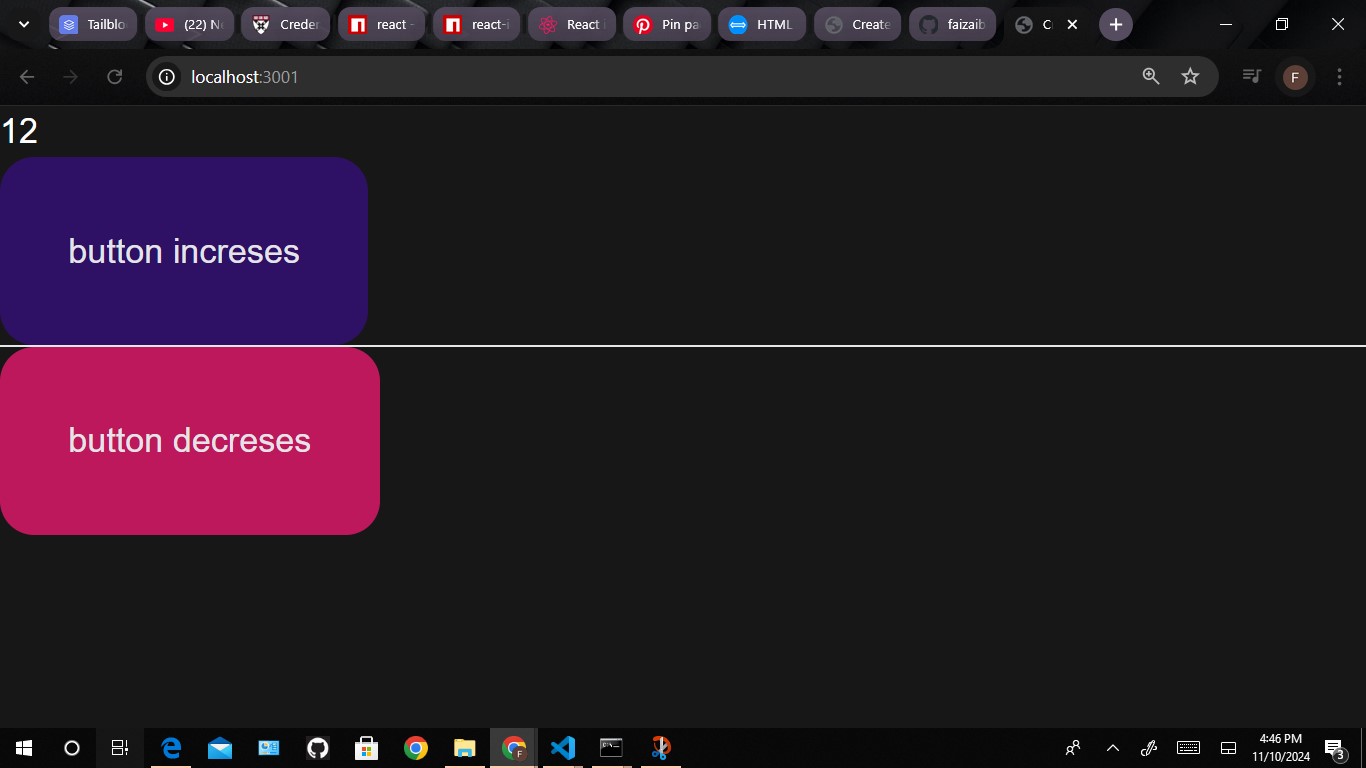 Tailblo
(22) N
Creder
react -
react-i
React i
Pin pa
HTML
Create
faizaib
localhost:3001
F
12
button increses
button decreses
4:46 PM
11/10/2024
3